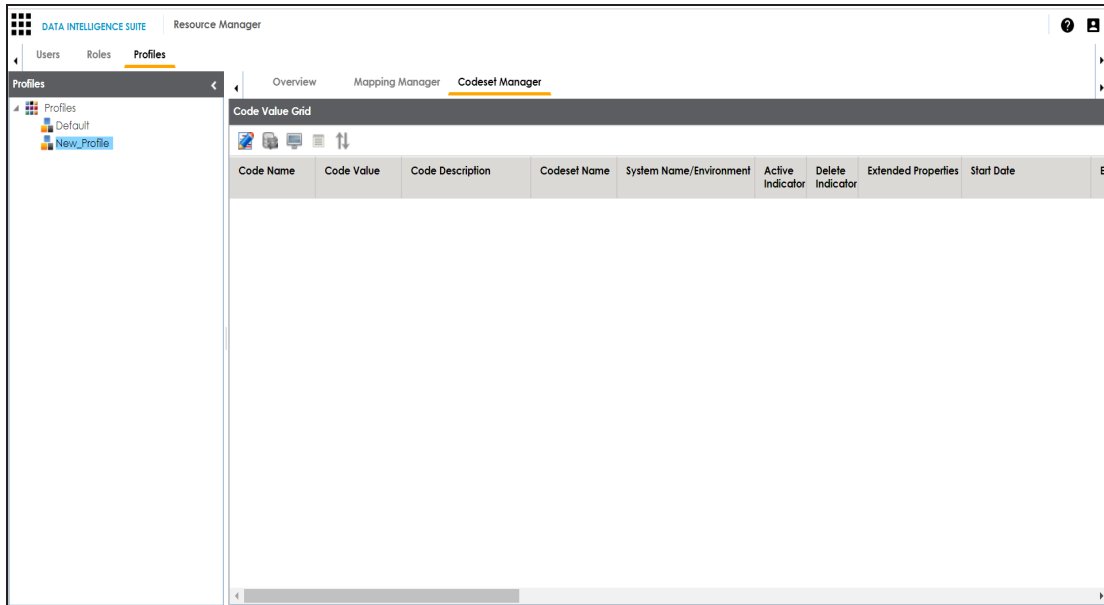 DATA INTELLIGENCE SUITE Resource Manager
Users Roles Profiles
Profiles
Profiles
Default
New_Profile
Overview Mapping Manager Codeset Manager
Code Value Grid
Code Name Code Value Code Description Codeset Name System Name/Environment Active Indicator Delete Indicator Extended Properties Start Date E